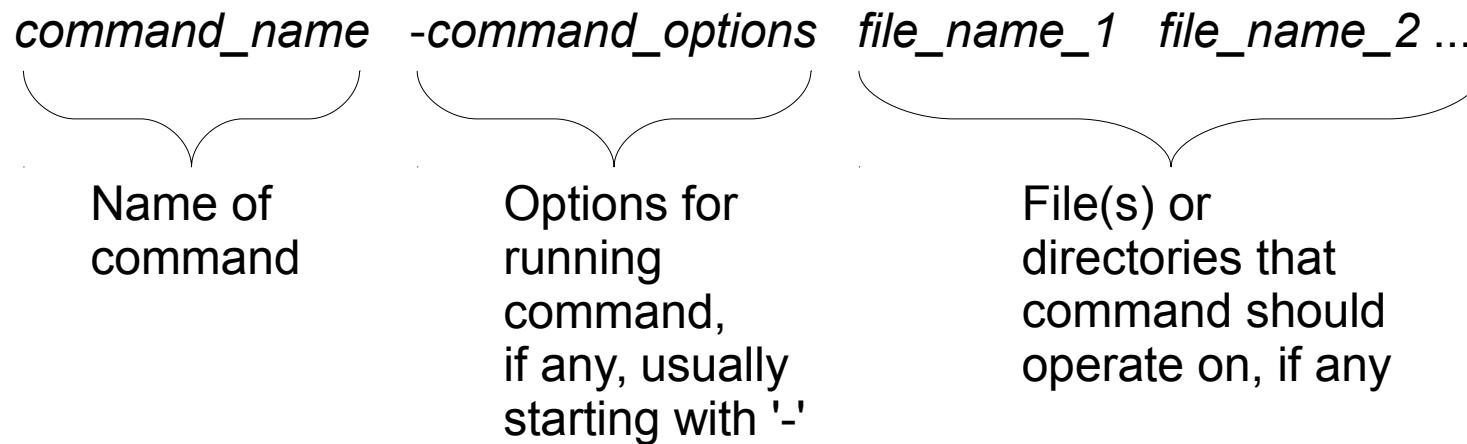 command_name -command_options file_name_1 file_name_2 ...
Name of
command
Options for
running
command,
if any, usually
starting with '-'
File(s) or
directories that
command should
operate on, if any